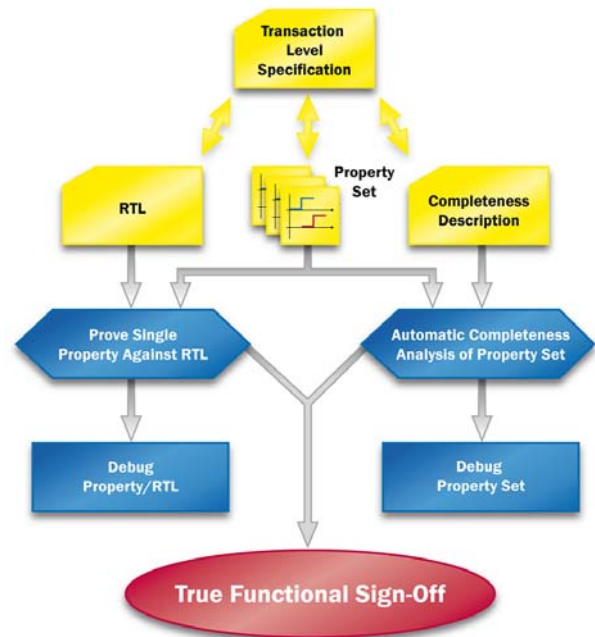 Transaction
Level
Specification
RTL
Property
Set
Completeness
Description
Prove Single
Property Against RTL
Automatic Completeness
Analysis of Property Set
Debug
Property/RTL
Debug
Property Set
True Functional Sign-Off